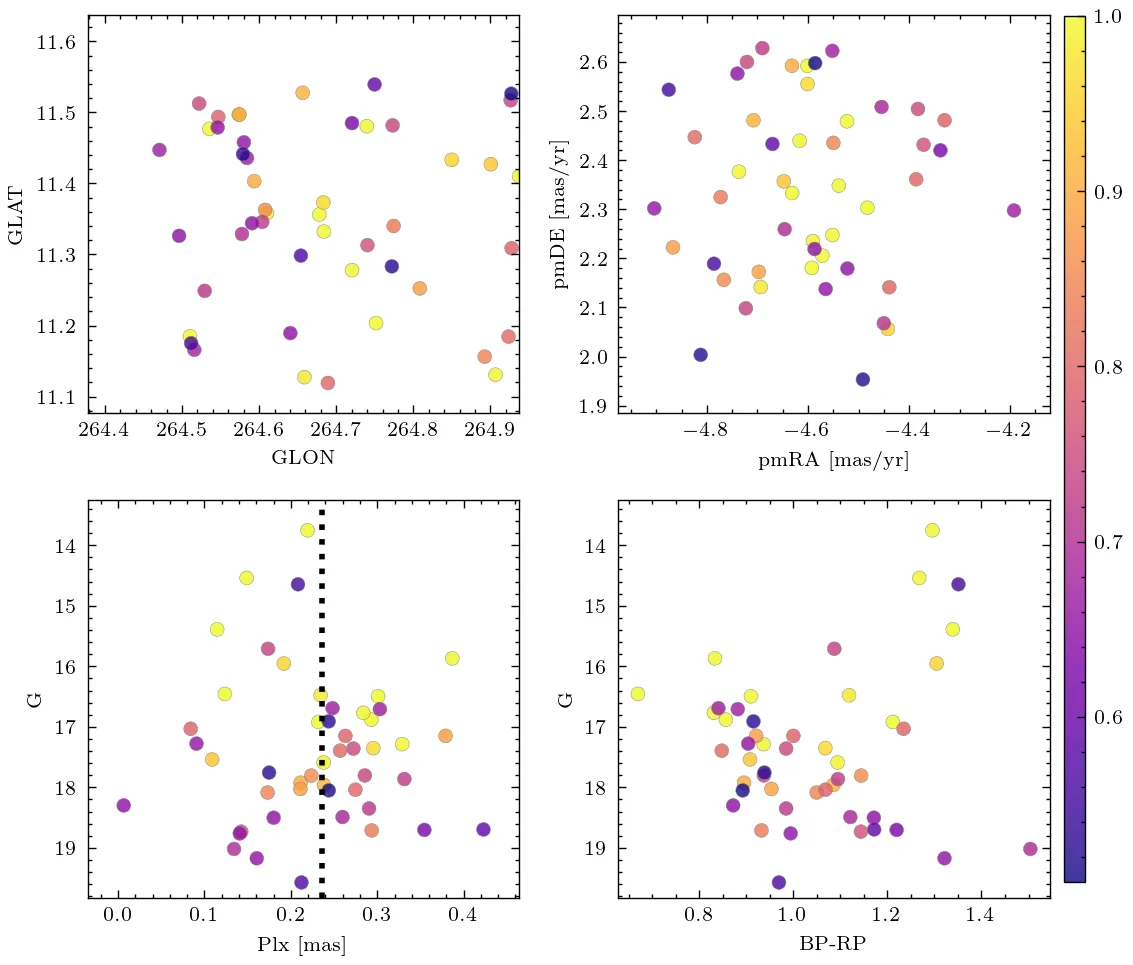 11.6
11.5
11.4
11.3
11.2
11.1
GLAT
264.4 264.5 264.6 264.7 264.8 264.9
GLON
2.6
2.5
2.4
2.3
2.2
2.1
2.0
1.9
pmDE [mas/yr]
−4.8 −4.6 −4.4 −4.2
pmRA [mas/yr]
1.0
0.9
0.8
0.7
0.6
14
15
16
17
18
19
G
0.0 0.1 0.2 0.3 0.4
Plx [mas]
14
15
16
17
18
19
G
0.8 1.0 1.2 1.4
BP-RP